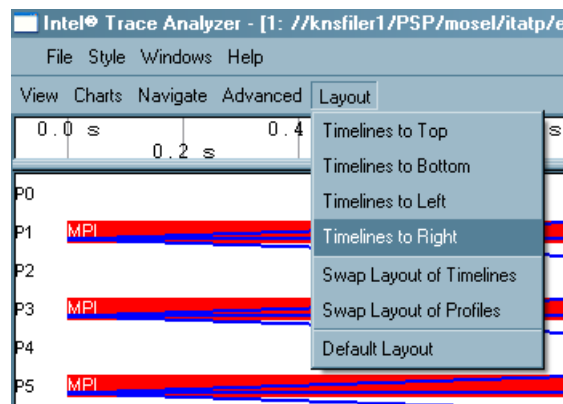 Intel® Trace Analyzer - [1: //knsfiler1/PSP/mosel/itatp/e
File Style Windows Help
View Charts Navigate Advanced Layout
0.0 s 0.4 s
0.2 s
Timelines to Top
Timelines to Bottom
Timelines to Left
Timelines to Right
Swap Layout of Timelines
Swap Layout of Profiles
Default Layout
P0
P1 MPI
P2
P3 MPI
P4
P5 MPI